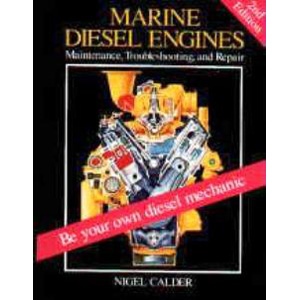 MARINE
DIESEL ENGINES
Maintenance, Troubleshooting, and Repair
2nd
Edition
Be your own diesel mechanic
NIGEL CALDER